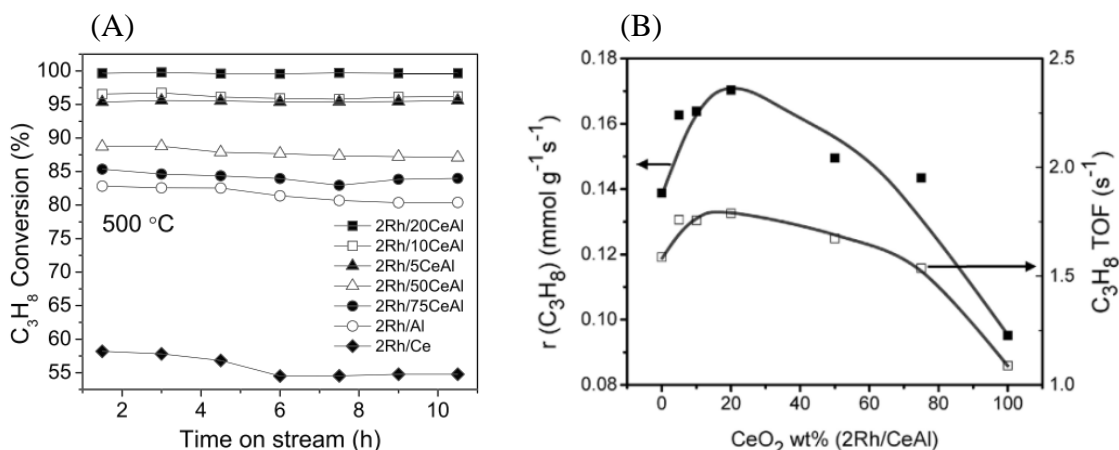 (A)
C₃H₈ Conversion (%)
100
95
90
85
80
75
70
65
60
55
500 °C
2Rh/20CeAl
2Rh/10CeAl
2Rh/5CeAl
2Rh/50CeAl
2Rh/75CeAl
2Rh/Al
2Rh/Ce
2 4 6 8 10
Time on stream (h)
(B)
r (C₃H₈) (mmol g⁻¹s⁻¹)
0.18
0.16
0.14
0.12
0.10
0.08
0 20 40 60 80 100
CeO₂ wt% (2Rh/CeAl)
2.5
2.0
1.5
1.0
C₃H₈ TOF (s⁻¹)